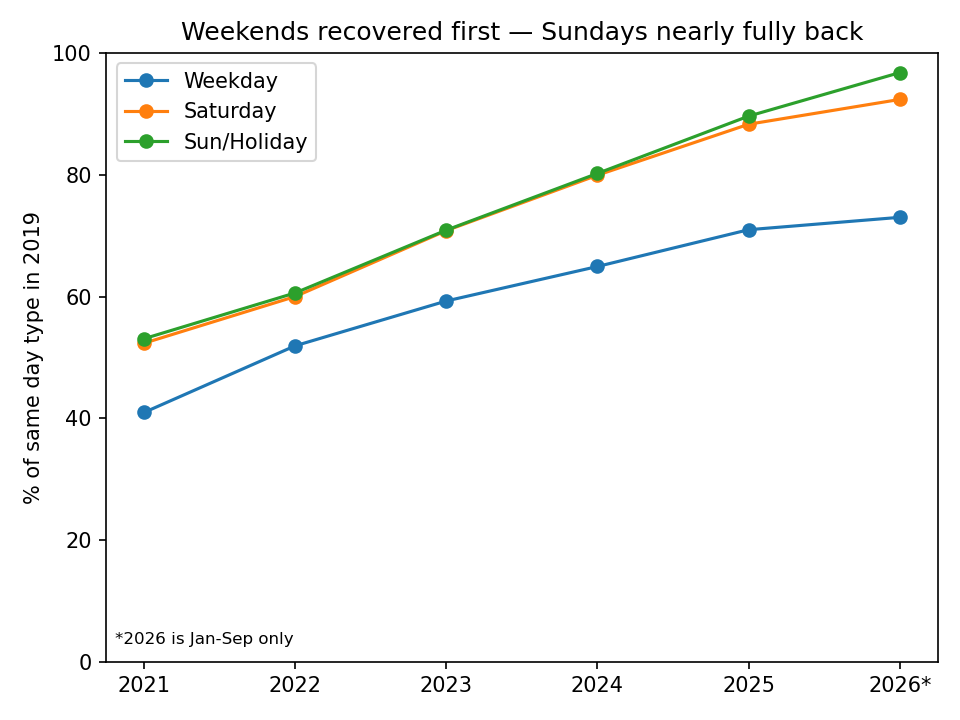 Weekends recovered first — Sundays nearly fully back
100
80
60
40
20
0
% of same day type in 2019
Weekday
Saturday
Sun/Holiday
*2026 is Jan-Sep only
2021 2022 2023 2024 2025 2026*